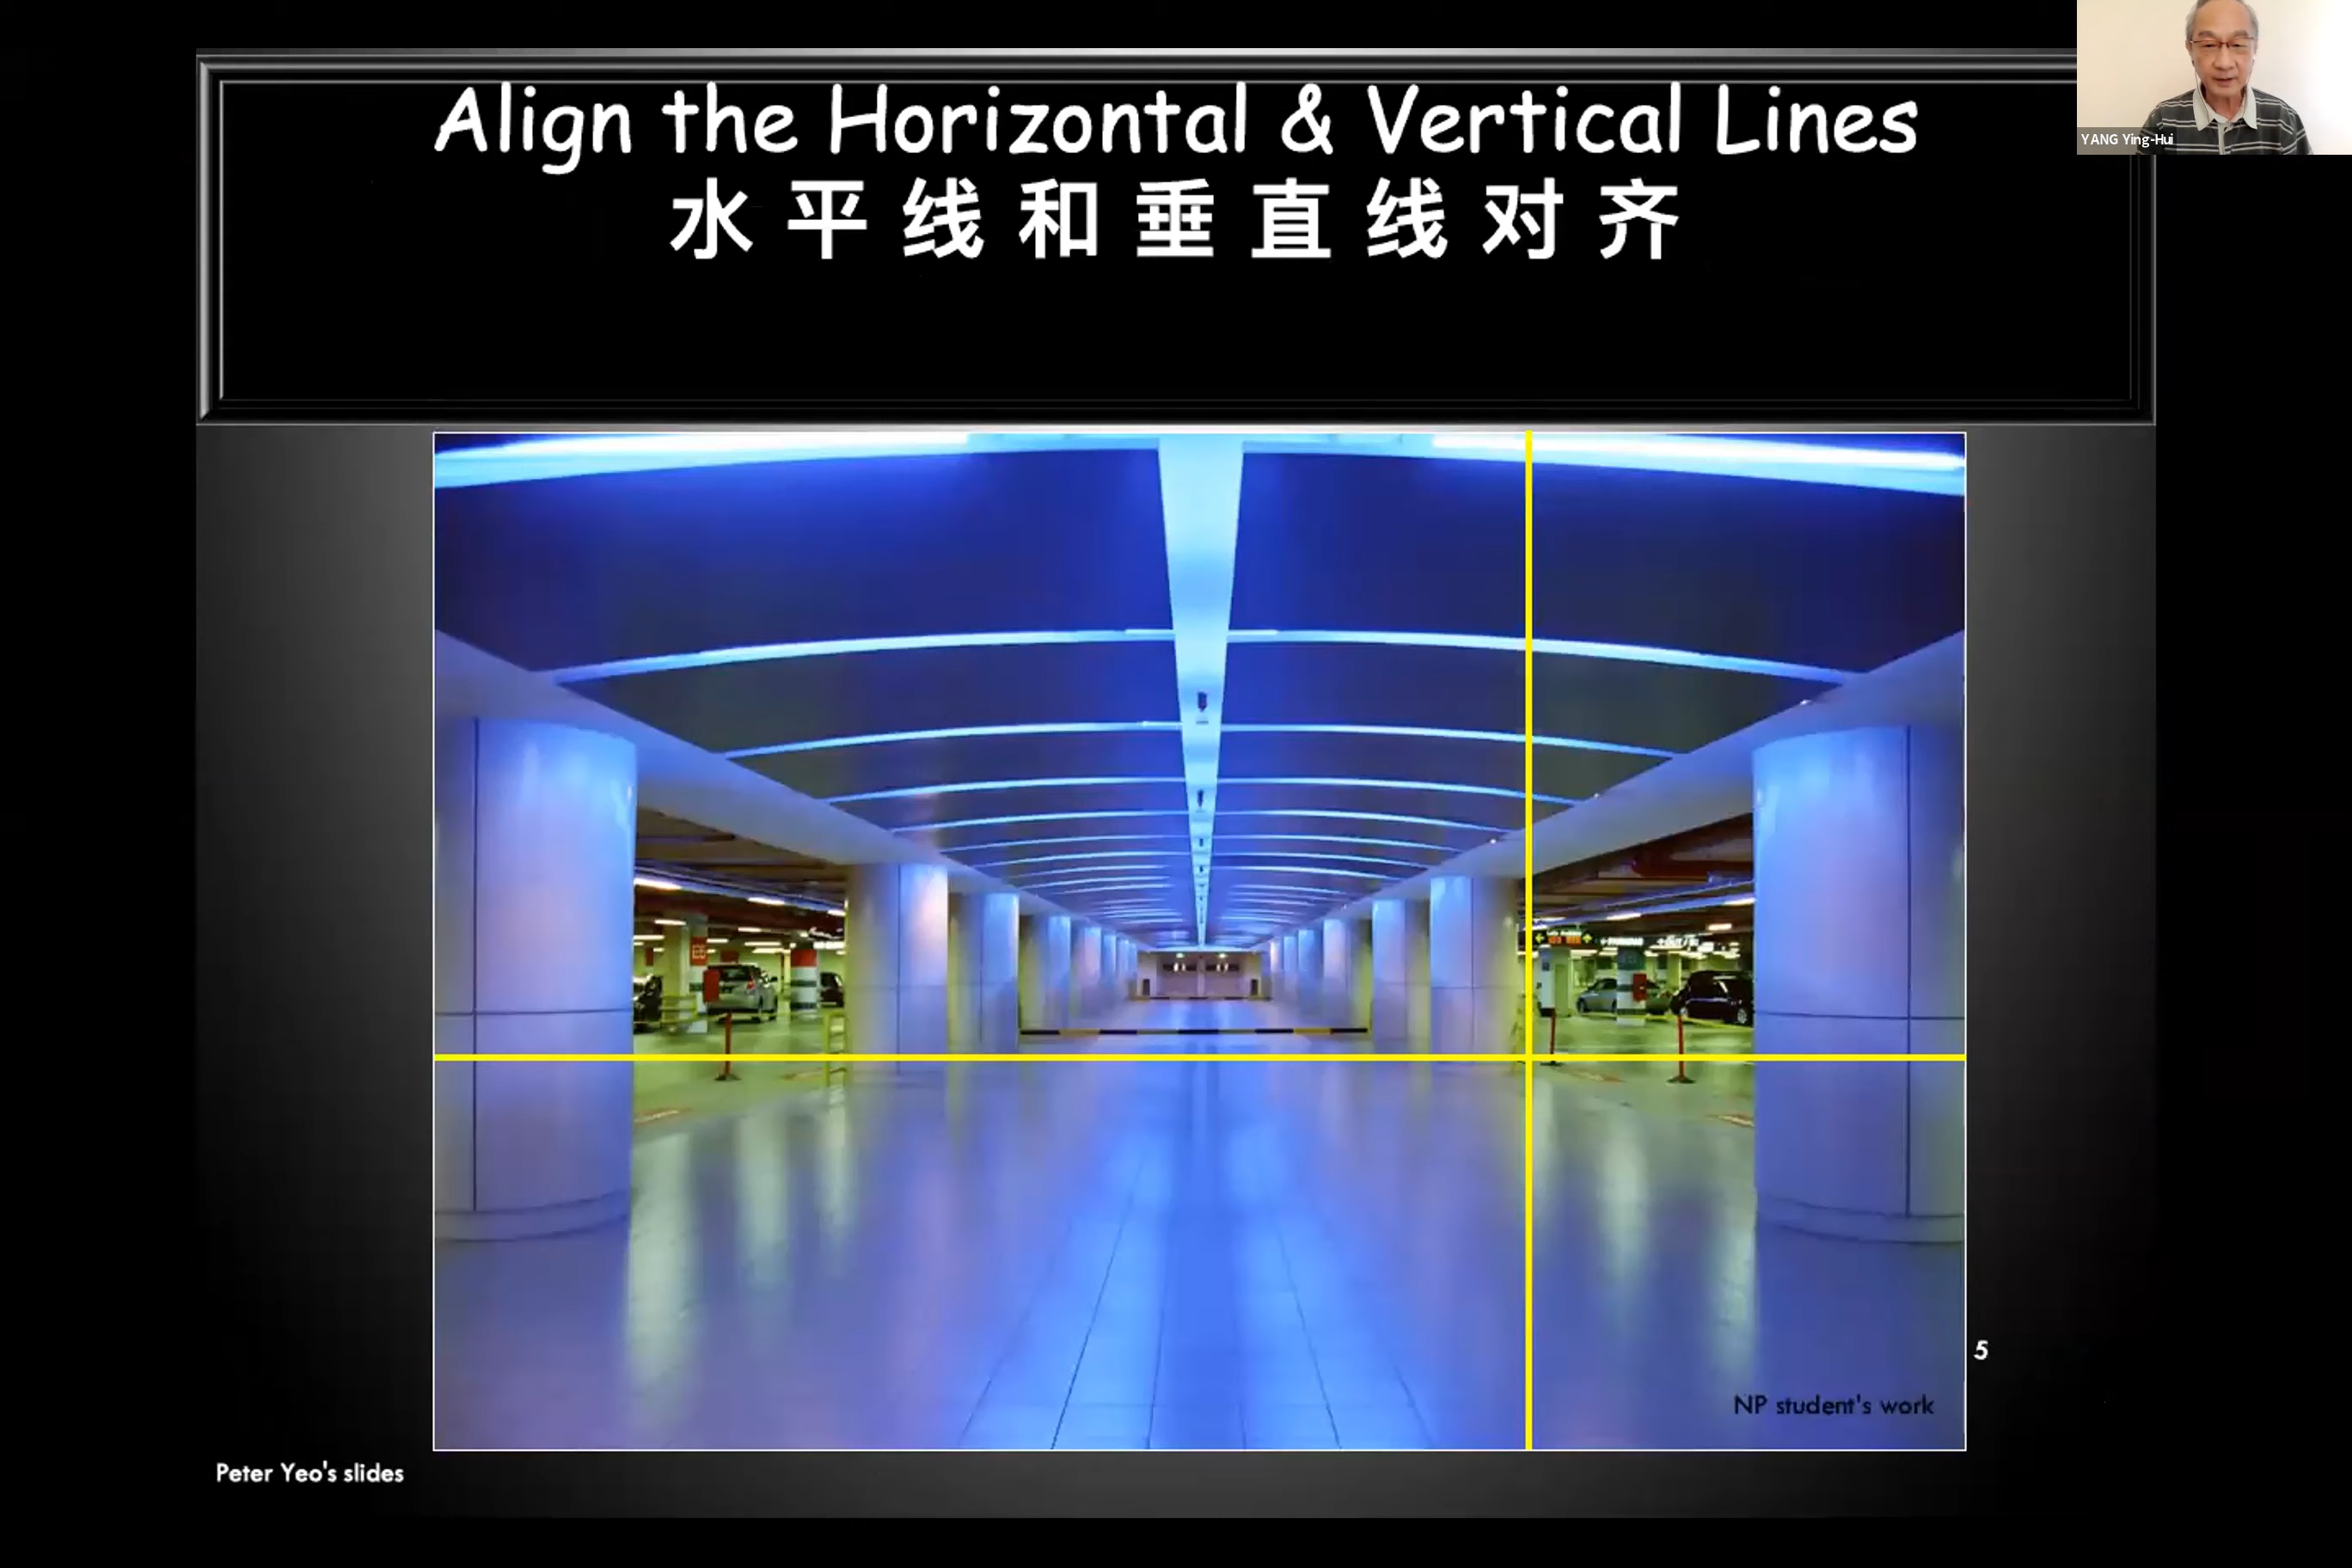 Align the Horizontal & Vertical Lines
水平线和垂直线对齐
YANG Ying-Hui
5
NP student's work
Peter Yeo's slides